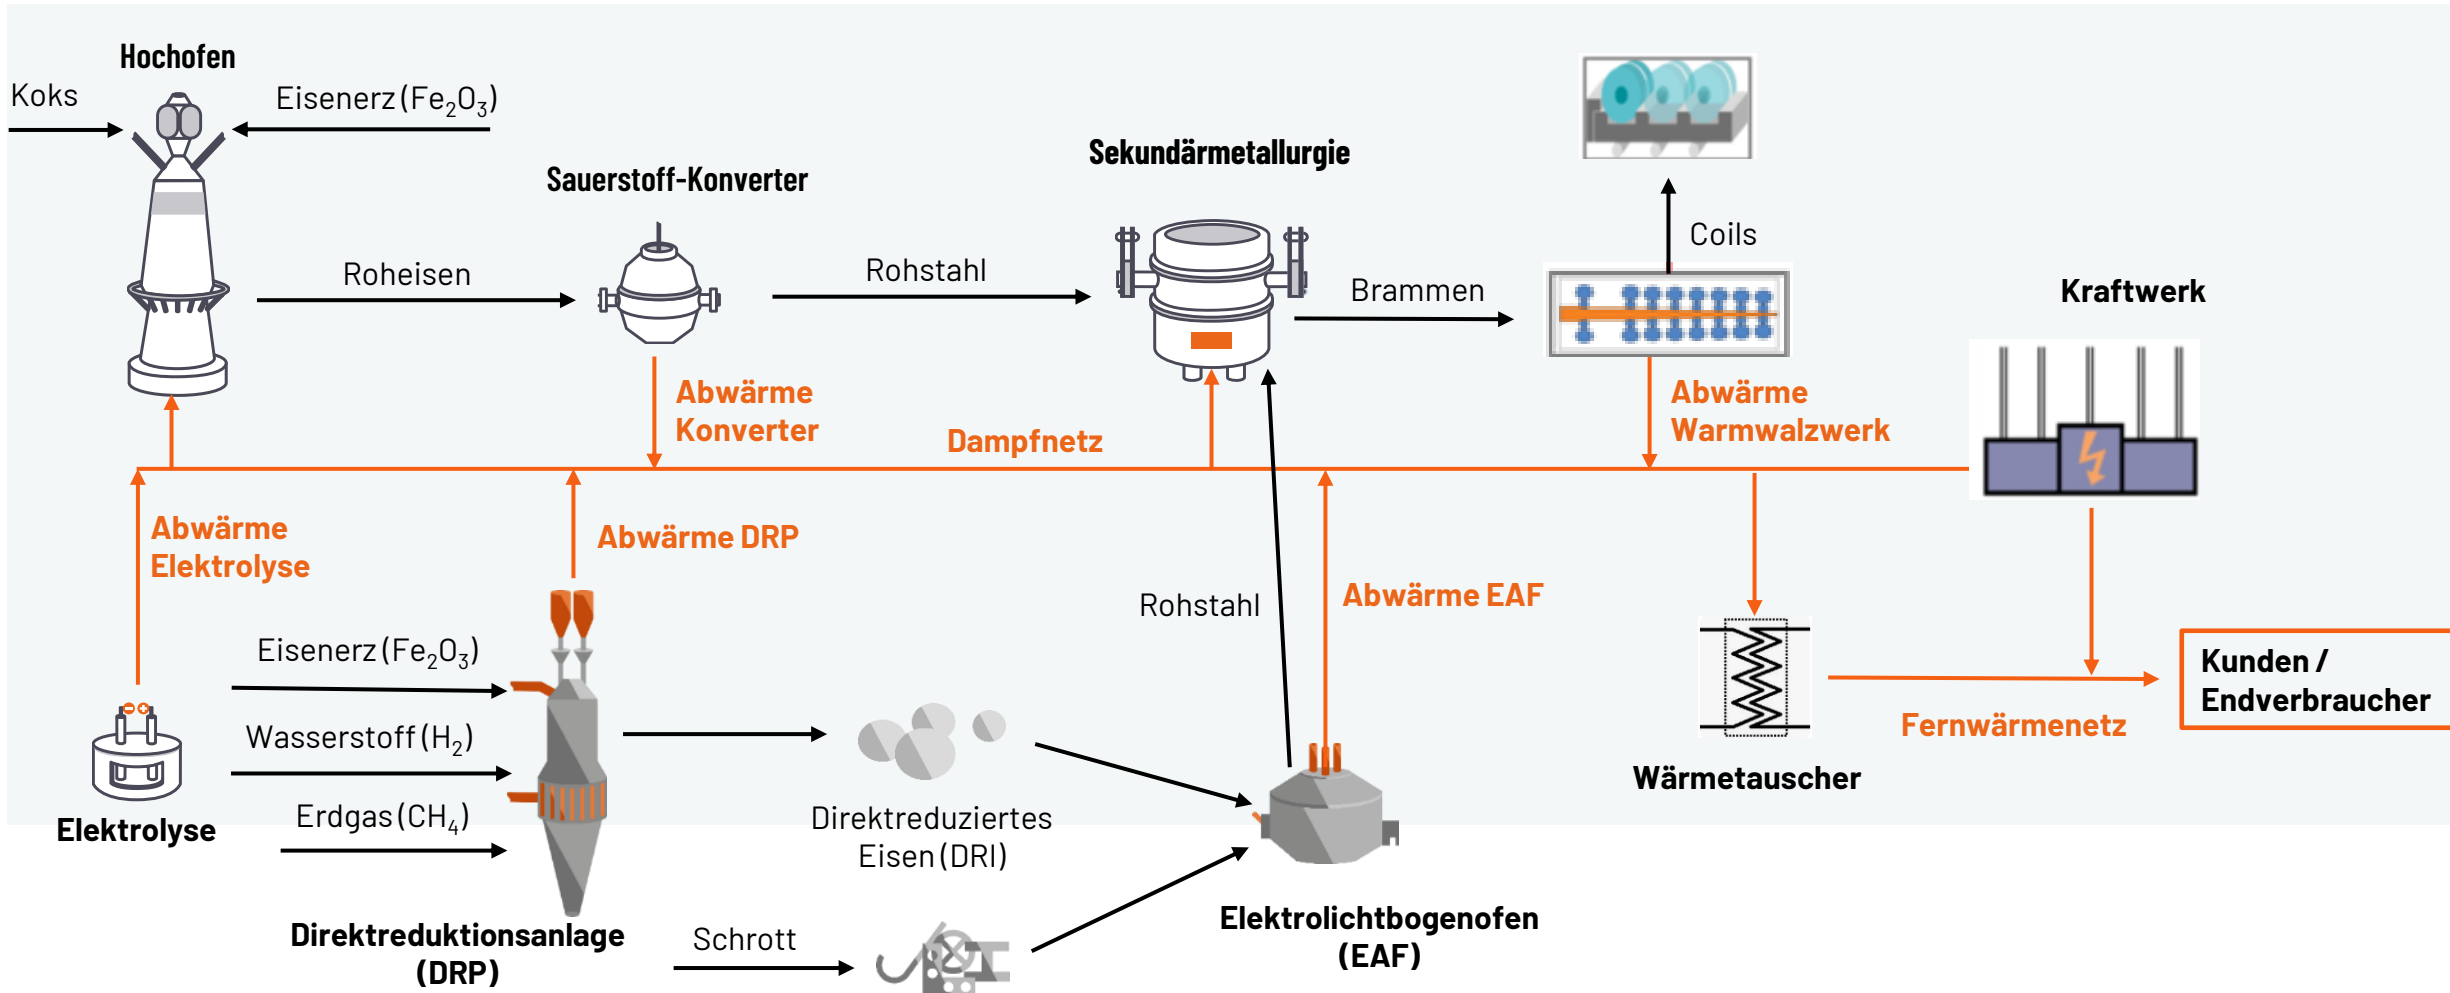 Hochofen
Koks
Eisenerz (Fe₂O₃)
Sauerstoff-Konverter
Sekundärmetallurgie
Roheisen
Rohstahl
Brammen
Coils
Kraftwerk
Abwärme
Konverter
Dampfnetz
Abwärme
Warmwalzwerk
Abwärme
Elektrolyse
Abwärme DRP
Rohstahl
Abwärme EAF
Eisenerz (Fe₂O₃)
Wasserstoff (H₂)
Erdgas (CH₄)
Elektrolyse
Direktreduktionsanlage
(DRP)
Direktreduziertes
Eisen (DRI)
Schrott
Elektrolichtbogenofen
(EAF)
Wärmetauscher
Fernwärmenetz
Kunden /
Endverbraucher